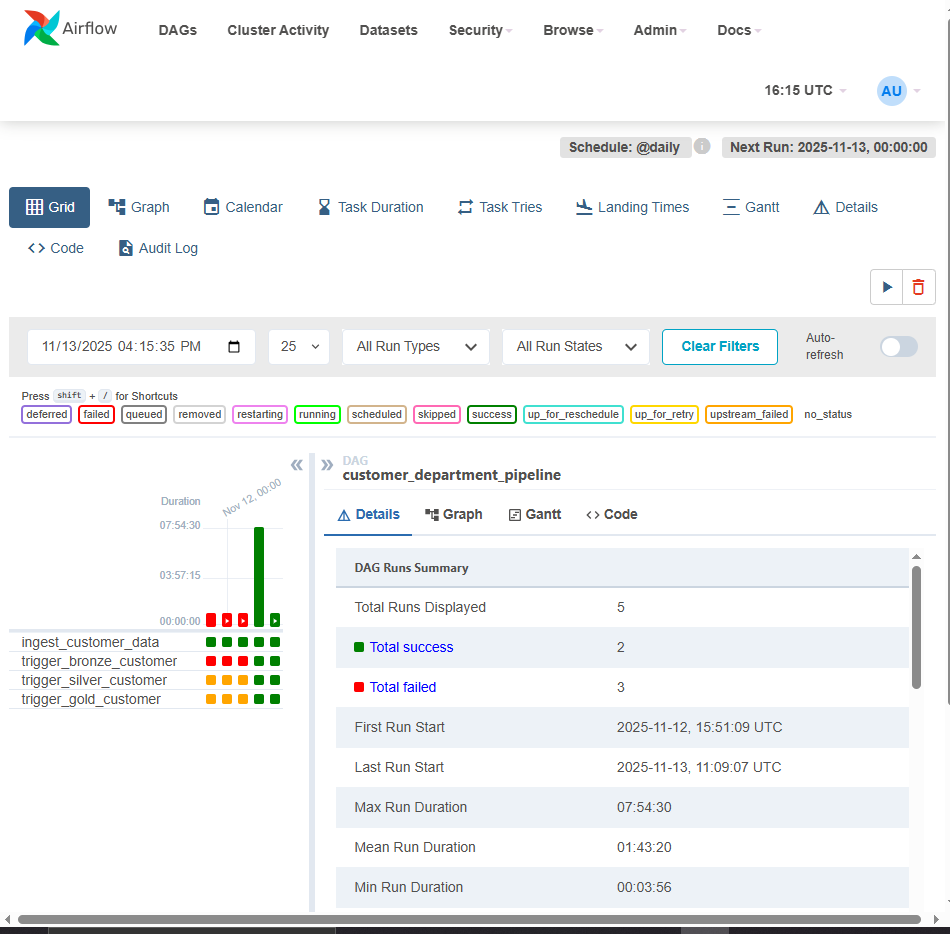 Airflow
DAGs Cluster Activity Datasets Security Browse Admin Docs
16:15 UTC AU
Schedule: @daily i Next Run: 2025-11-13, 00:00:00
Grid Graph Calendar Task Duration Task Tries Landing Times Gantt Details
Code Audit Log
11/13/2025 04:15:35 PM 25 All Run Types All Run States Clear Filters Auto-refresh
Press shift + / for Shortcuts
deferred failed queued removed restarting running scheduled skipped success up_for_reschedule up_for_retry upstream_failed no_status
DAG
customer_department_pipeline
Details Graph Gantt Code
Duration
Nov 12, 00:00
07:54:30
03:57:15
00:00:00
ingest_customer_data
trigger_bronze_customer
trigger_silver_customer
trigger_gold_customer
DAG Runs Summary
Total Runs Displayed 5
Total success 2
Total failed 3
First Run Start 2025-11-12, 15:51:09 UTC
Last Run Start 2025-11-13, 11:09:07 UTC
Max Run Duration 07:54:30
Mean Run Duration 01:43:20
Min Run Duration 00:03:56